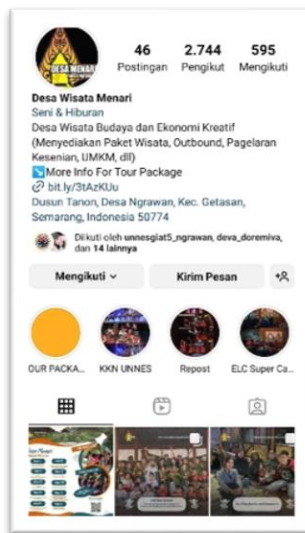 DESA MENARI
46 2.744 595
Postingan Pengikut Mengikuti
Desa Wisata Menari
Seni & Hiburan
Desa Wisata Budaya dan Ekonomi Kreatif
(Menyediakan Paket Wisata, Outbound, Pagelaran
Kesenian, UMKM, dll)
More Info For Tour Package
bit.ly/3tAzKUu
Dusun Tanon, Desa Ngrawan, Kec. Getasan,
Semarang, Indonesia 50774
Diikuti oleh unnesgiat5_ngrawan, deva_doremiva,
dan 14 lainnya
Mengikuti Kirim Pesan
OUR PACKA... KKN UNNES Repost ELC Super Ca...